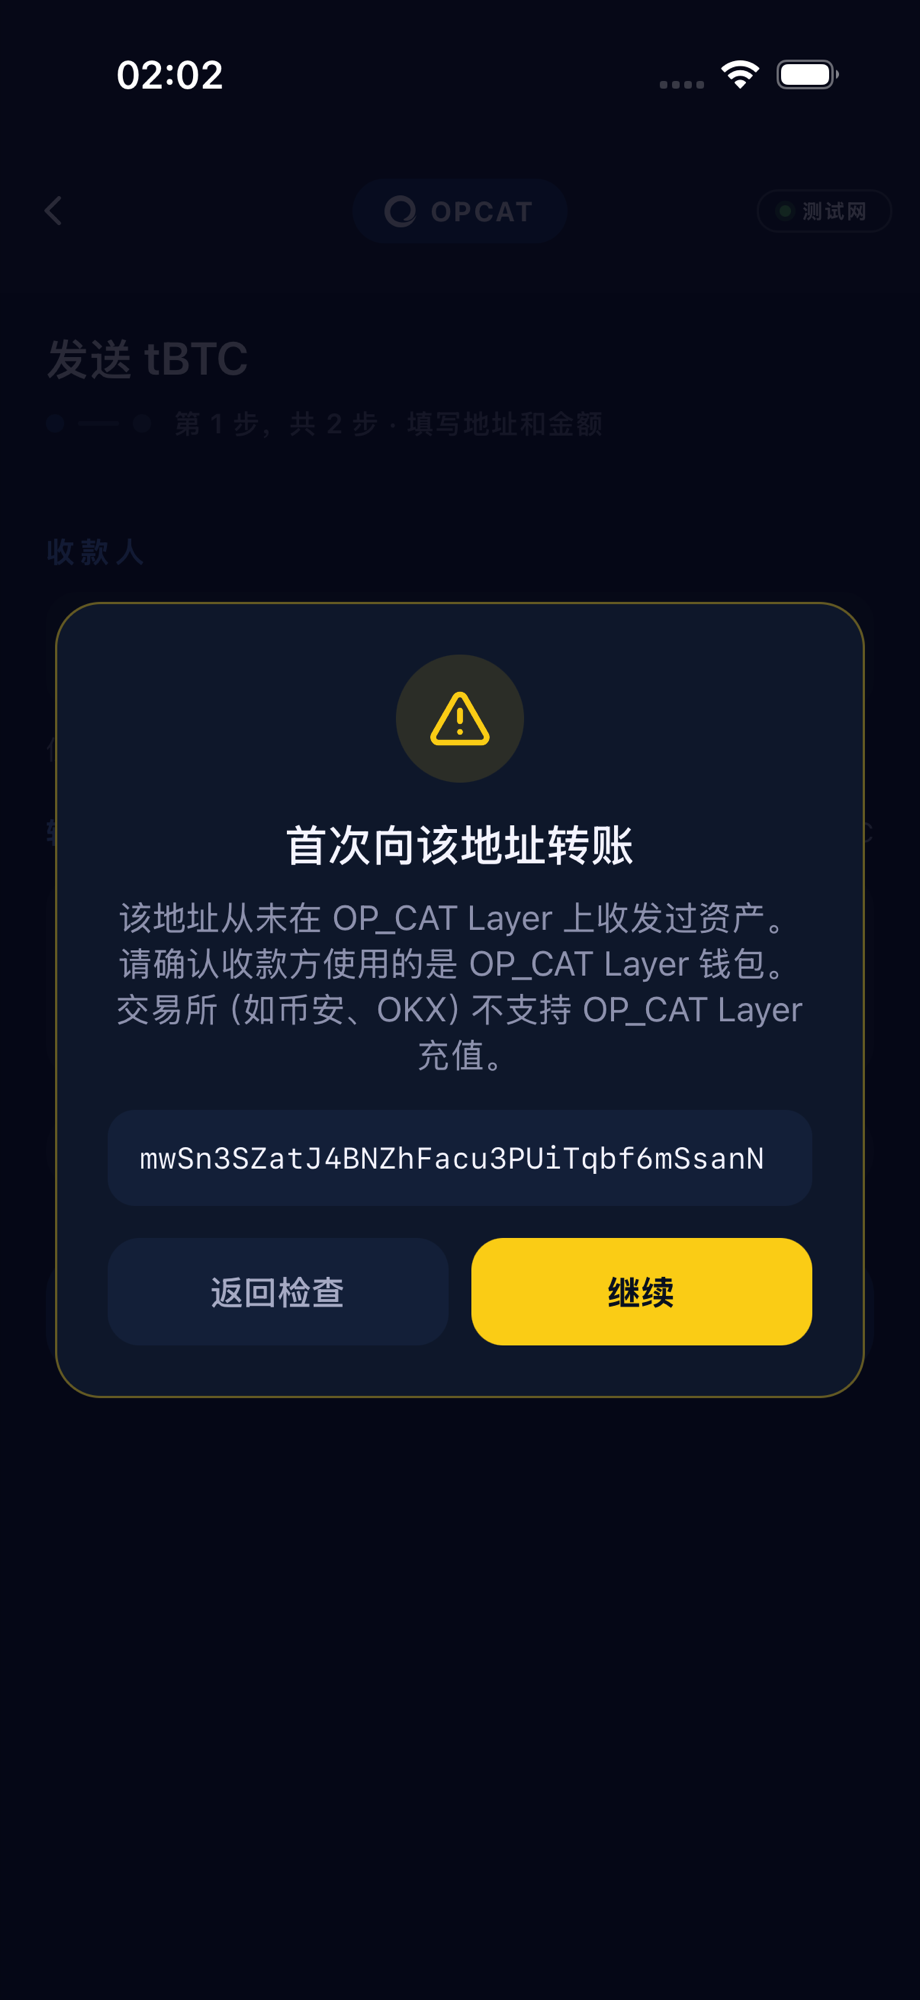 02:02
OPCAT
测试网
发送 tBTC
第 1 步，共 2 步 · 填写地址和金额
收款人
首次向该地址转账
该地址从未在 OP_CAT Layer 上收发过资产。
请确认收款方使用的是 OP_CAT Layer 钱包。
交易所（如币安、OKX）不支持 OP_CAT Layer
充值。
mwSn3SZatJ4BNZhFacu3PUiTqbf6mSsanN
返回检查
继续